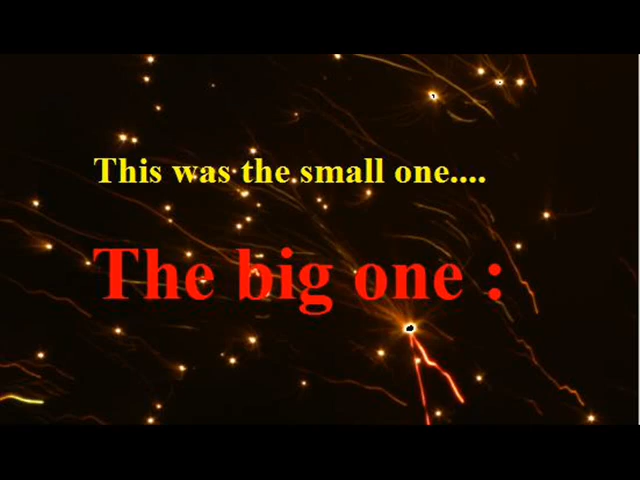 This was the small one....
The big one :